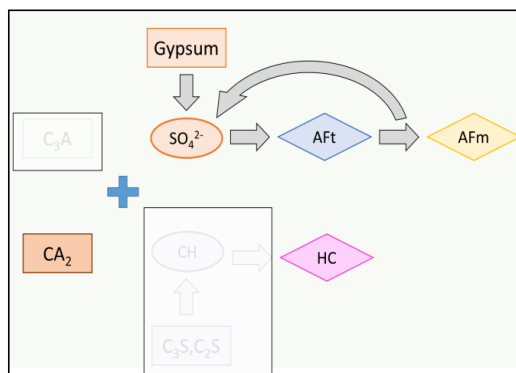 Gypsum
C₃A
SO₄²⁻
AFt
AFm
CA₂
CH
HC
C₃S,C₂S